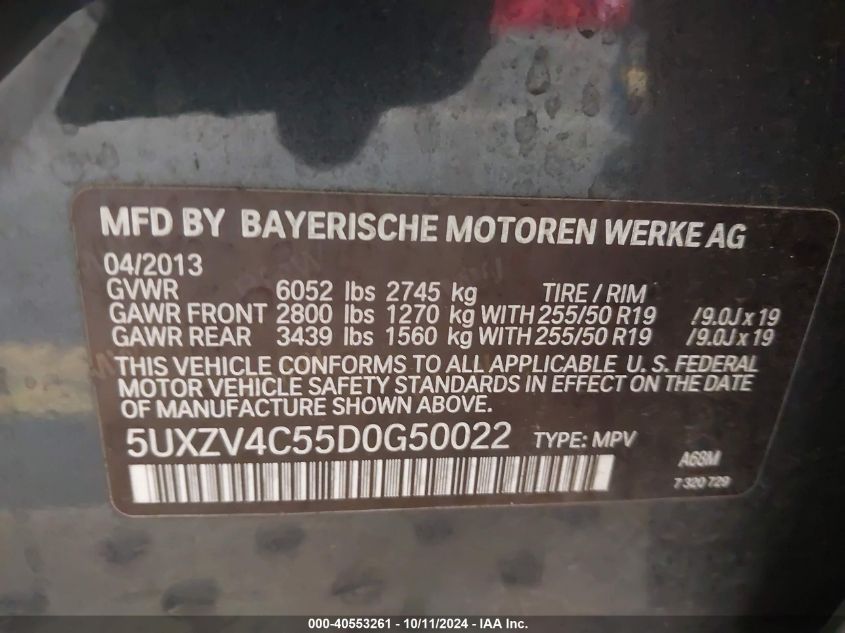 MFD BY BAYERISCHE MOTOREN WERKE AG
04/2013
GVWR 6052 lbs 2745 kg TIRE / RIM
GAWR FRONT 2800 lbs 1270 kg WITH 255/50 R19 /9.0J x 19
GAWR REAR 3439 lbs 1560 kg WITH 255/50 R19 /9.0J x 19
THIS VEHICLE CONFORMS TO ALL APPLICABLE U. S. FEDERAL
MOTOR VEHICLE SAFETY STANDARDS IN EFFECT ON THE DATE
OF MANUFACTURE SHOWN ABOVE.
5UXZV4C55D0G50022 TYPE: MPV
A68M
7 320 729
000-40553261 - 10/11/2024 - IAA Inc.